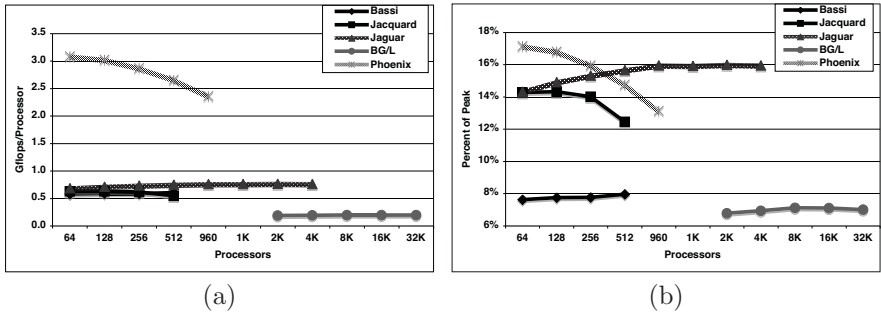 Bassi
Jacquard
Jaguar
BG/L
Phoenix
3.5
3.0
2.5
2.0
1.5
1.0
0.5
0.0
Gflops/Processor
64 128 256 512 960 1K 2K 4K 8K 16K 32K
Processors
(a)
Bassi
Jacquard
Jaguar
BG/L
Phoenix
18%
16%
14%
12%
10%
8%
6%
Percent of Peak
64 128 256 512 960 1K 2K 4K 8K 16K 32K
Processors
(b)